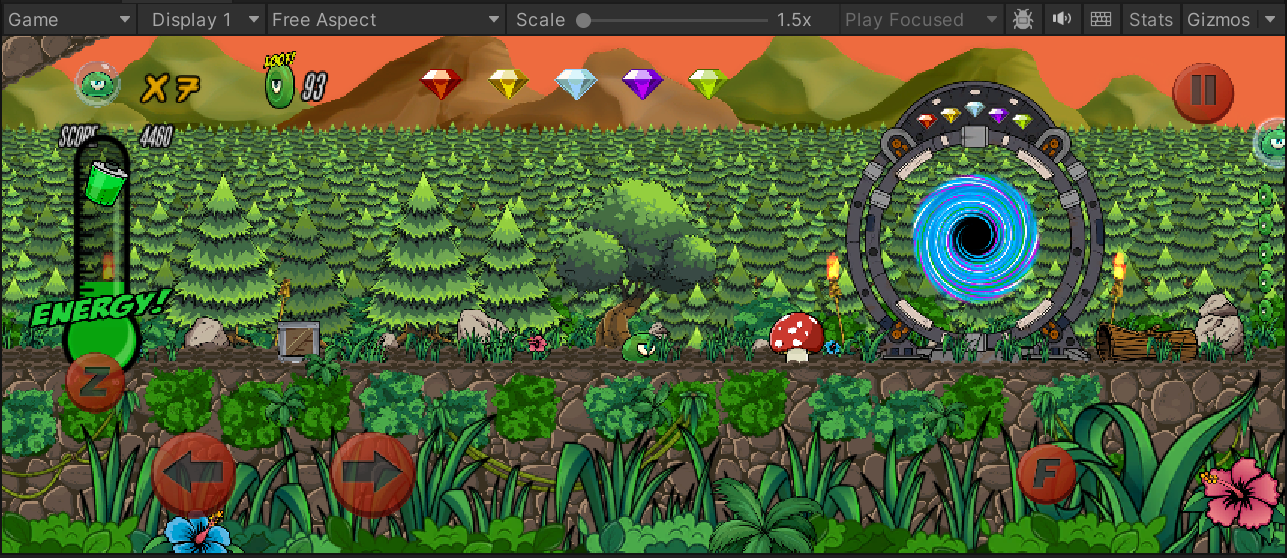 Game Display 1 Free Aspect Scale 1.5x Play Focused Stats Gizmos
X 7 93
SCORE 4460
ENERGY!
Z
F